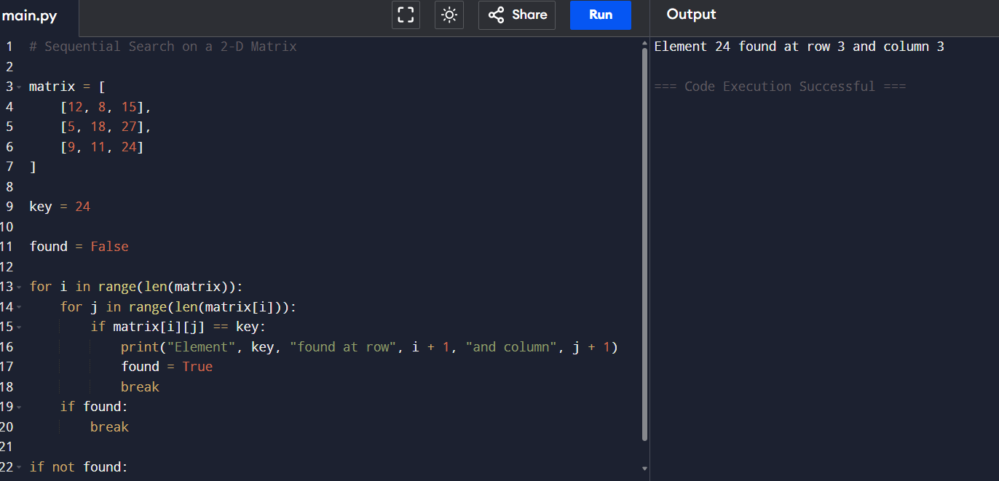 main.py
Share
Run
Output
1 # Sequential Search on a 2-D Matrix
2
3 matrix = [
4     [12, 8, 15],
5     [5, 18, 27],
6     [9, 11, 24]
7 ]
8
9 key = 24
10
11 found = False
12
13 for i in range(len(matrix)):
14     for j in range(len(matrix[i])):
15         if matrix[i][j] == key:
16             print("Element", key, "found at row", i + 1, "and column", j + 1)
17             found = True
18             break
19     if found:
20         break
21
22 if not found:
Element 24 found at row 3 and column 3
=== Code Execution Successful ===